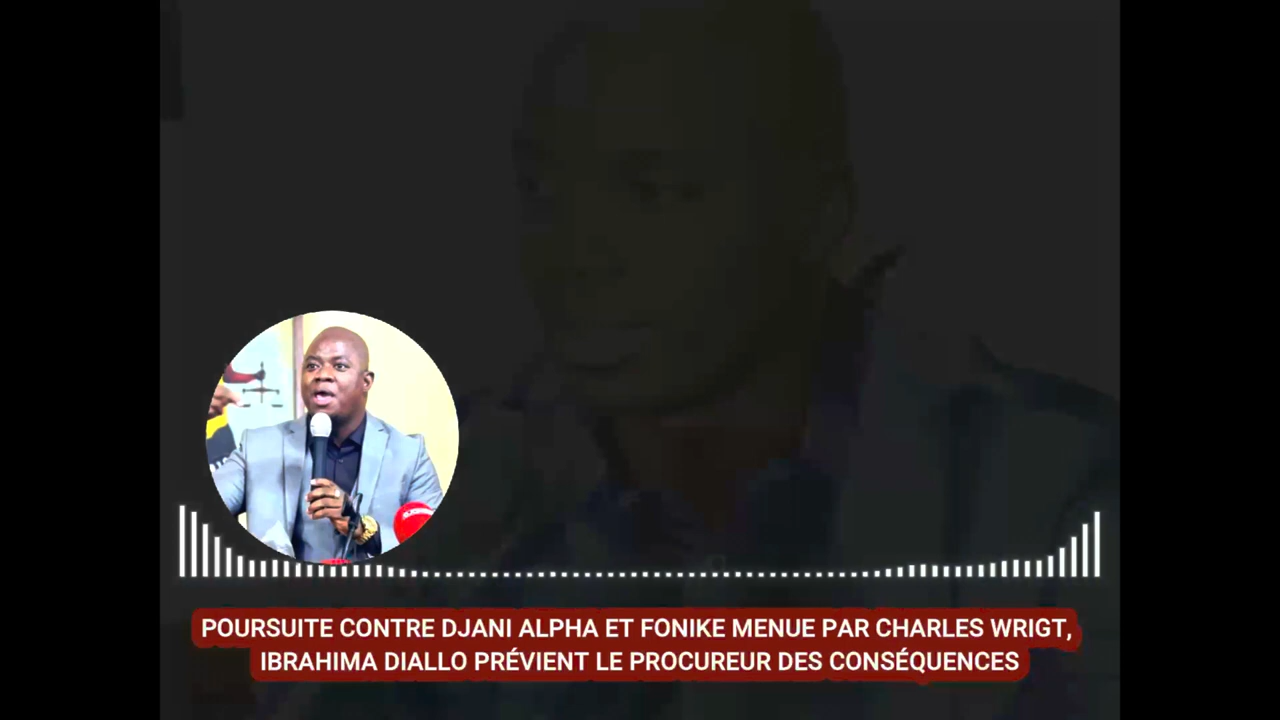 POURSUITE CONTRE DJANI ALPHA ET FONIKE MENUE PAR CHARLES WRIGT,
IBRAHIMA DIALLO PRÉVIENT LE PROCUREUR DES CONSÉQUENCES